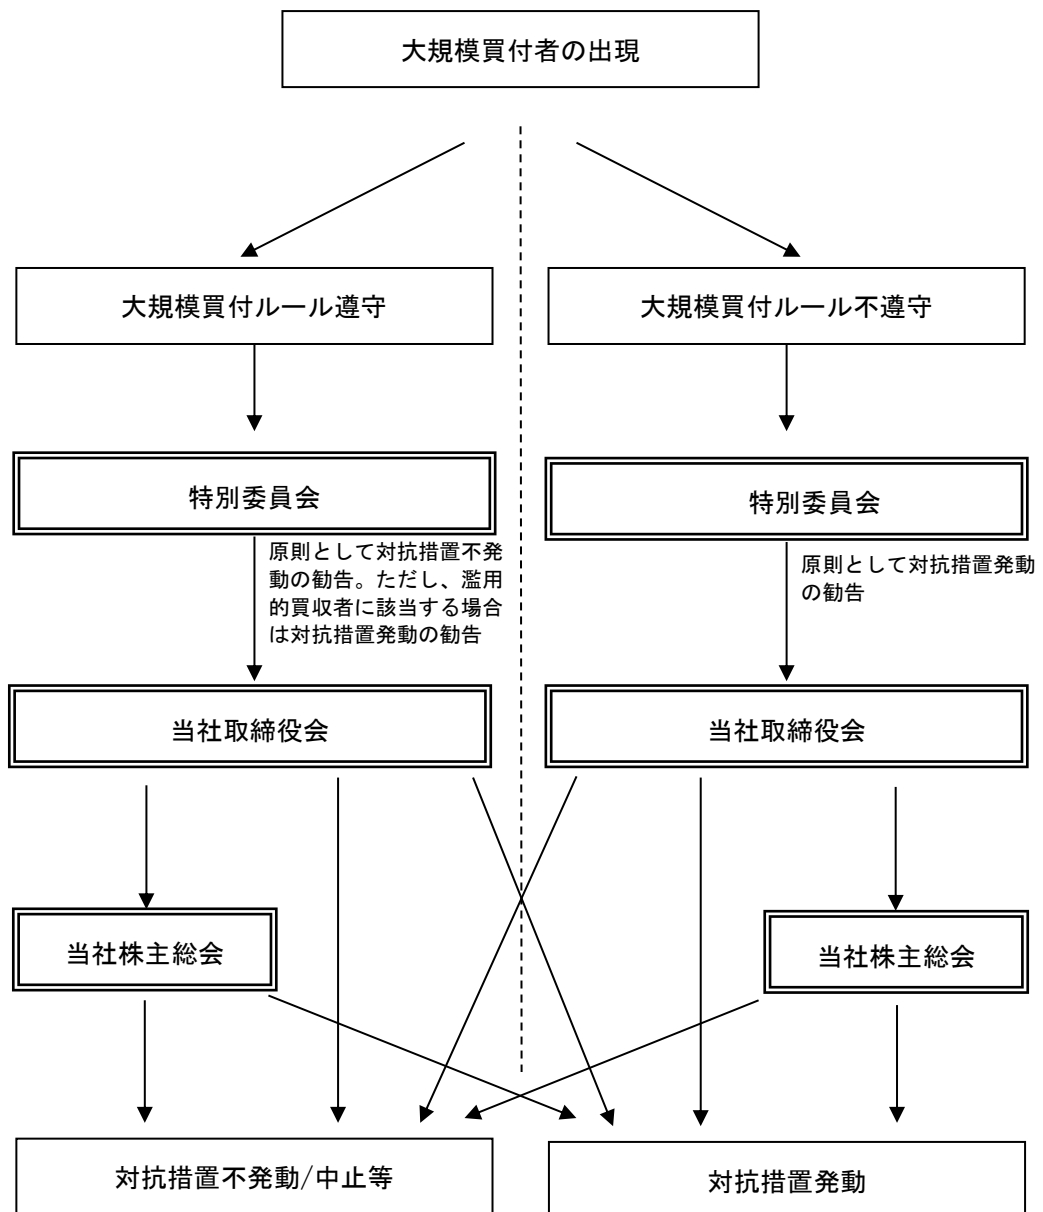 大規模買付者の出現
大規模買付ルール遵守
大規模買付ルール不遵守
特別委員会
特別委員会
原則として対抗措置不発
動の勧告。ただし、濫用
的買収者に該当する場合
は対抗措置発動の勧告
原則として対抗措置発動
の勧告
当社取締役会
当社取締役会
当社株主総会
当社株主総会
対抗措置不発動/中止等
対抗措置発動